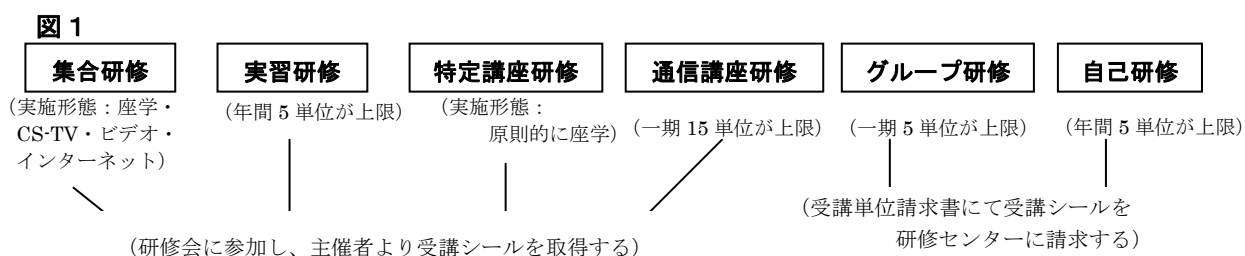 図1
集合研修 実習研修 特定講座研修 通信講座研修 グループ研修 自己研修
(実施形態：座学・
CS-TV・ビデオ・
インターネット)
(年間 5 単位が上限)
(実施形態：
原則的に座学)
(一期 15 単位が上限)
(一期 5 単位が上限)
(年間 5 単位が上限)
(研修会に参加し、主催者より受講シールを取得する)
(受講単位請求書にて受講シールを
研修センターに請求する)